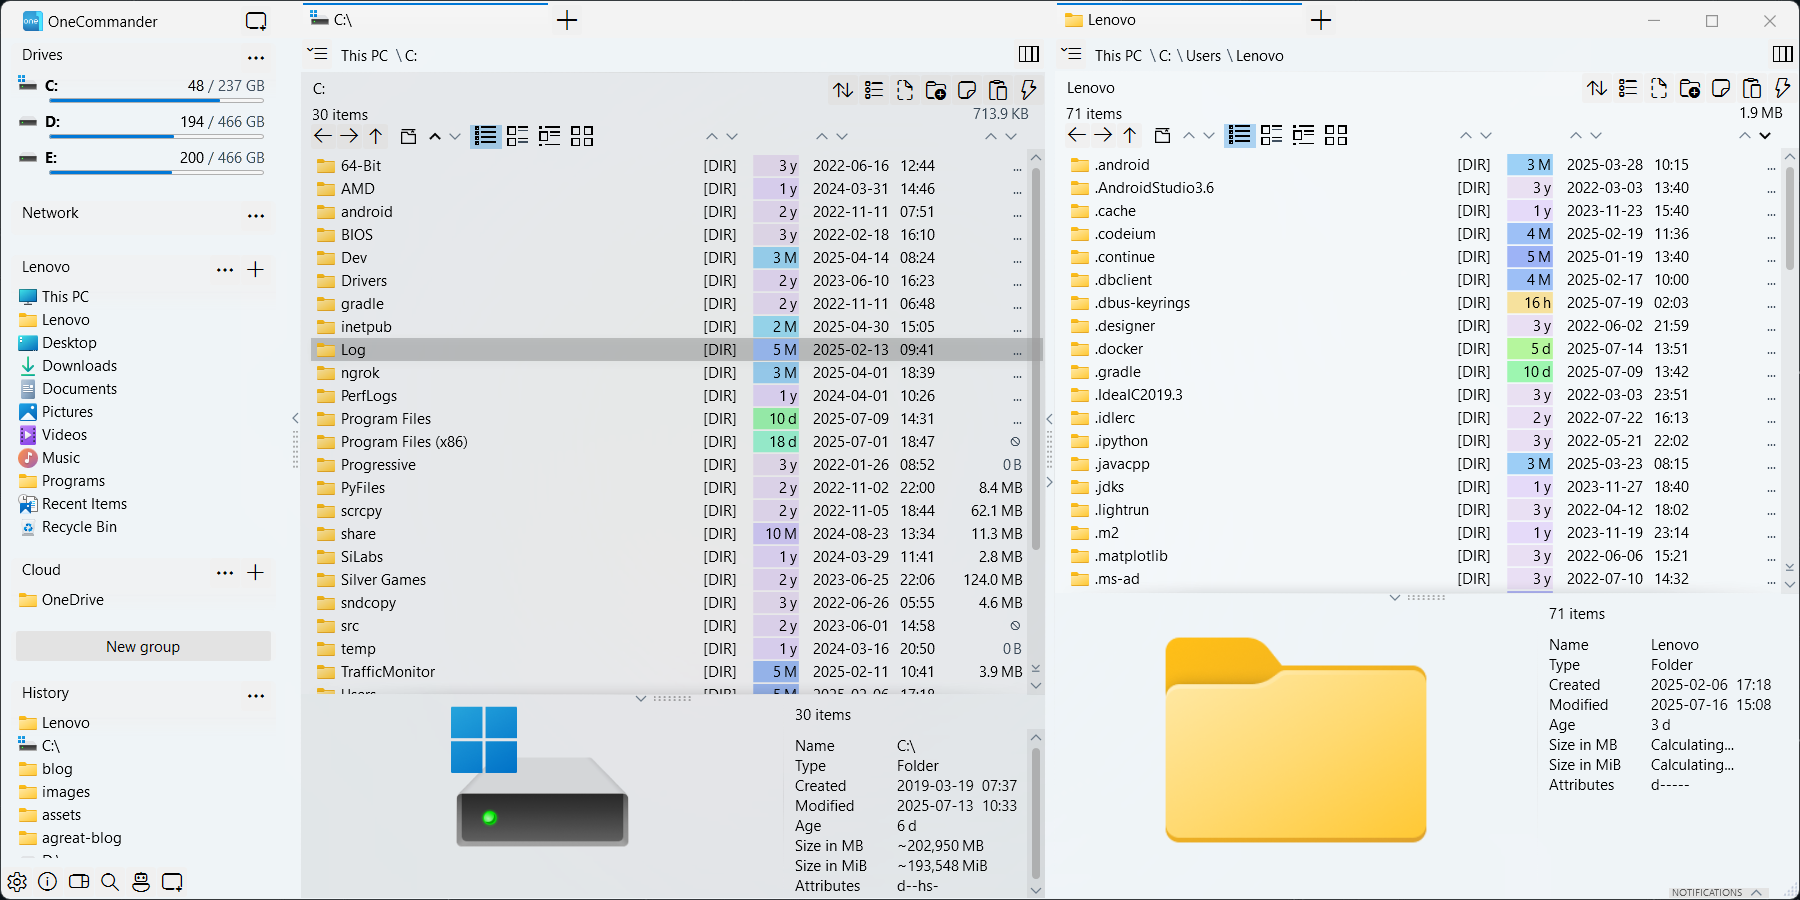 OneCommander
Drives
C: 48 / 237 GB
D: 194 / 466 GB
E: 200 / 466 GB
Network
Lenovo
This PC
Lenovo
Desktop
Downloads
Documents
Pictures
Videos
Music
Programs
Recent Items
Recycle Bin
Cloud
OneDrive
New group
History
Lenovo
C:\
blog
images
assets
agreat-blog
C:\
This PC \ C:
C:
30 items 713.9 KB
64-Bit [DIR] 3 y 2022-06-16 12:44 ...
AMD [DIR] 1 y 2024-03-31 14:46 ...
android [DIR] 2 y 2022-11-11 07:51 ...
BIOS [DIR] 3 y 2022-02-18 16:10 ...
Dev [DIR] 3 M 2025-04-14 08:24 ...
Drivers [DIR] 2 y 2023-06-10 16:23 ...
gradle [DIR] 2 y 2022-11-11 06:48 ...
inetpub [DIR] 2 M 2025-04-30 15:05 ...
Log [DIR] 5 M 2025-02-13 09:41 ...
ngrok [DIR] 3 M 2025-04-01 18:39 ...
PerfLogs [DIR] 1 y 2024-04-01 10:26 ...
Program Files [DIR] 10 d 2025-07-09 14:31 ...
Program Files (x86) [DIR] 18 d 2025-07-01 18:47
Progressive [DIR] 3 y 2022-01-26 08:52 0 B
PyFiles [DIR] 2 y 2022-11-02 22:00 8.4 MB
scrcpy [DIR] 2 y 2022-11-05 18:44 62.1 MB
share [DIR] 10 M 2024-08-23 13:34 11.3 MB
SiLabs [DIR] 1 y 2024-03-29 11:41 2.8 MB
Silver Games [DIR] 2 y 2023-06-25 22:06 124.0 MB
sndcopy [DIR] 3 y 2022-06-26 05:55 4.6 MB
src [DIR] 2 y 2023-06-01 14:58
temp [DIR] 1 y 2024-03-16 20:50 0 B
TrafficMonitor [DIR] 5 M 2025-02-11 10:41 3.9 MB
Users 5 M 2025-02-06 17:18
30 items
Name C:\
Type Folder
Created 2019-03-19 07:37
Modified 2025-07-13 10:33
Age 6 d
Size in MB ~202,950 MB
Size in MiB ~193,548 MiB
Attributes d--hs-
Lenovo
This PC \ C: \ Users \ Lenovo
Lenovo
71 items 1.9 MB
.android [DIR] 3 M 2025-03-28 10:15 ...
.AndroidStudio3.6 [DIR] 3 y 2022-03-03 13:40 ...
.cache [DIR] 1 y 2023-11-23 15:40 ...
.codeium [DIR] 4 M 2025-02-19 11:36 ...
.continue [DIR] 5 M 2025-01-19 13:40 ...
.dbclient [DIR] 4 M 2025-02-17 10:00 ...
.dbus-keyrings [DIR] 16 h 2025-07-19 02:03 ...
.designer [DIR] 3 y 2022-06-02 21:59 ...
.docker [DIR] 5 d 2025-07-14 13:51 ...
.gradle [DIR] 10 d 2025-07-09 13:42 ...
.IdeaIC2019.3 [DIR] 3 y 2022-03-03 23:51 ...
.idlerc [DIR] 2 y 2022-07-22 16:13 ...
.ipython [DIR] 3 y 2022-05-21 22:02 ...
.javacpp [DIR] 3 M 2025-03-23 08:15 ...
.jdks [DIR] 1 y 2023-11-27 18:40 ...
.lightrun [DIR] 3 y 2022-04-12 18:02 ...
.m2 [DIR] 1 y 2023-11-19 23:14 ...
.matplotlib [DIR] 3 y 2022-06-06 15:21 ...
.ms-ad [DIR] 3 y 2022-07-10 14:32 ...
71 items
Name Lenovo
Type Folder
Created 2025-02-06 17:18
Modified 2025-07-16 15:08
Age 3 d
Size in MB Calculating...
Size in MiB Calculating...
Attributes d-----
NOTIFICATIONS